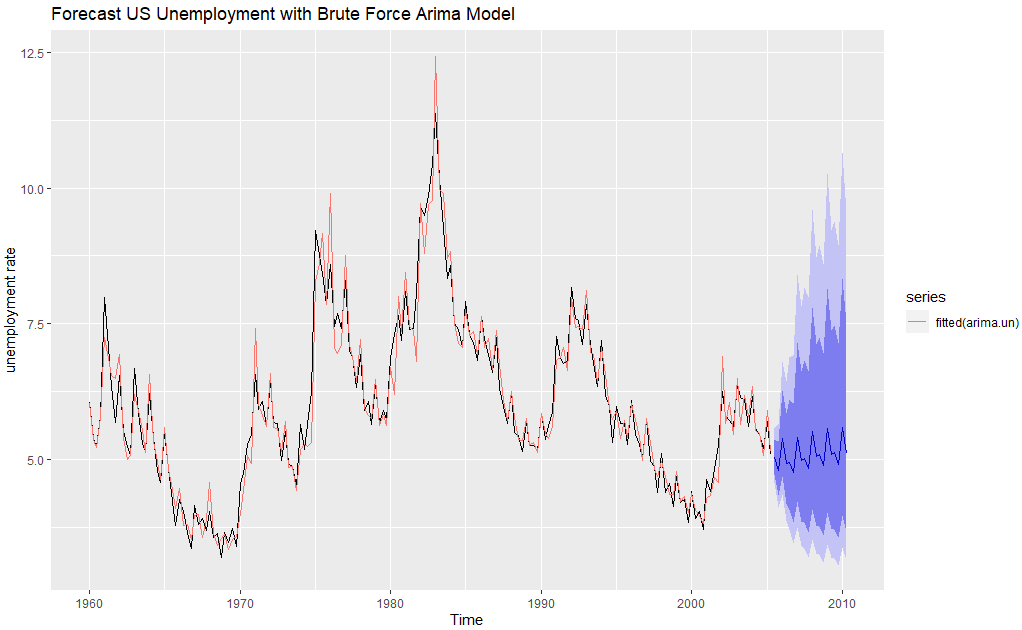 Forecast US Unemployment with Brute Force Arima Model
12.5
10.0
7.5
5.0
unemployment rate
1960 1970 1980 1990 2000 2010
Time
series
fitted(arima.un)